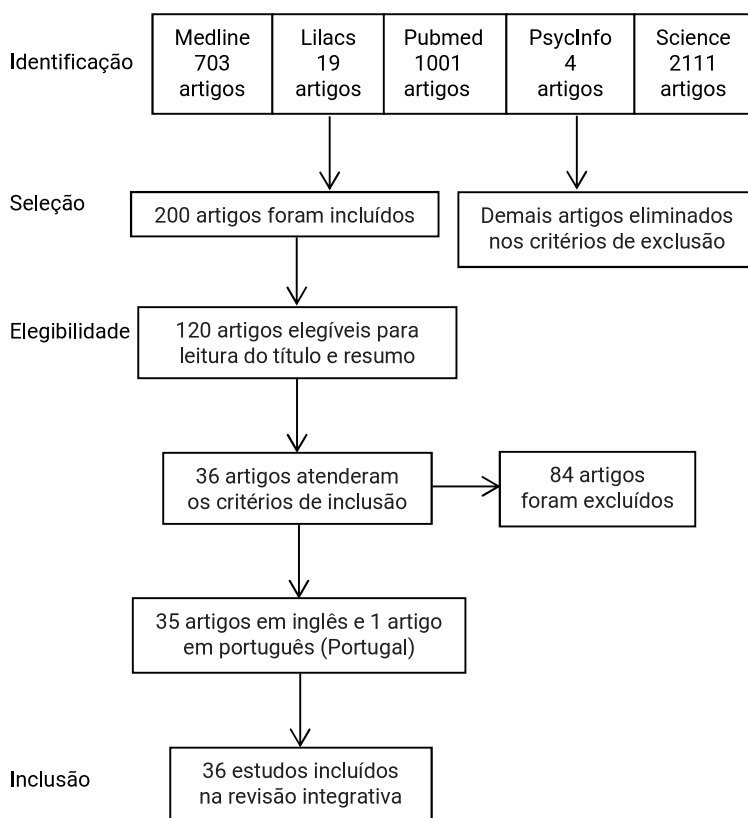 Identificação
Medline
703
artigos
Lilacs
19
artigos
Pubmed
1001
artigos
PsycInfo
4
artigos
Science
2111
artigos
Seleção
200 artigos foram incluídos
Demais artigos eliminados
nos critérios de exclusão
Elegibilidade
120 artigos elegíveis para
leitura do título e resumo
36 artigos atenderam
os critérios de inclusão
84 artigos
foram excluídos
35 artigos em inglês e 1 artigo
em português (Portugal)
Inclusão
36 estudos incluídos
na revisão integrativa